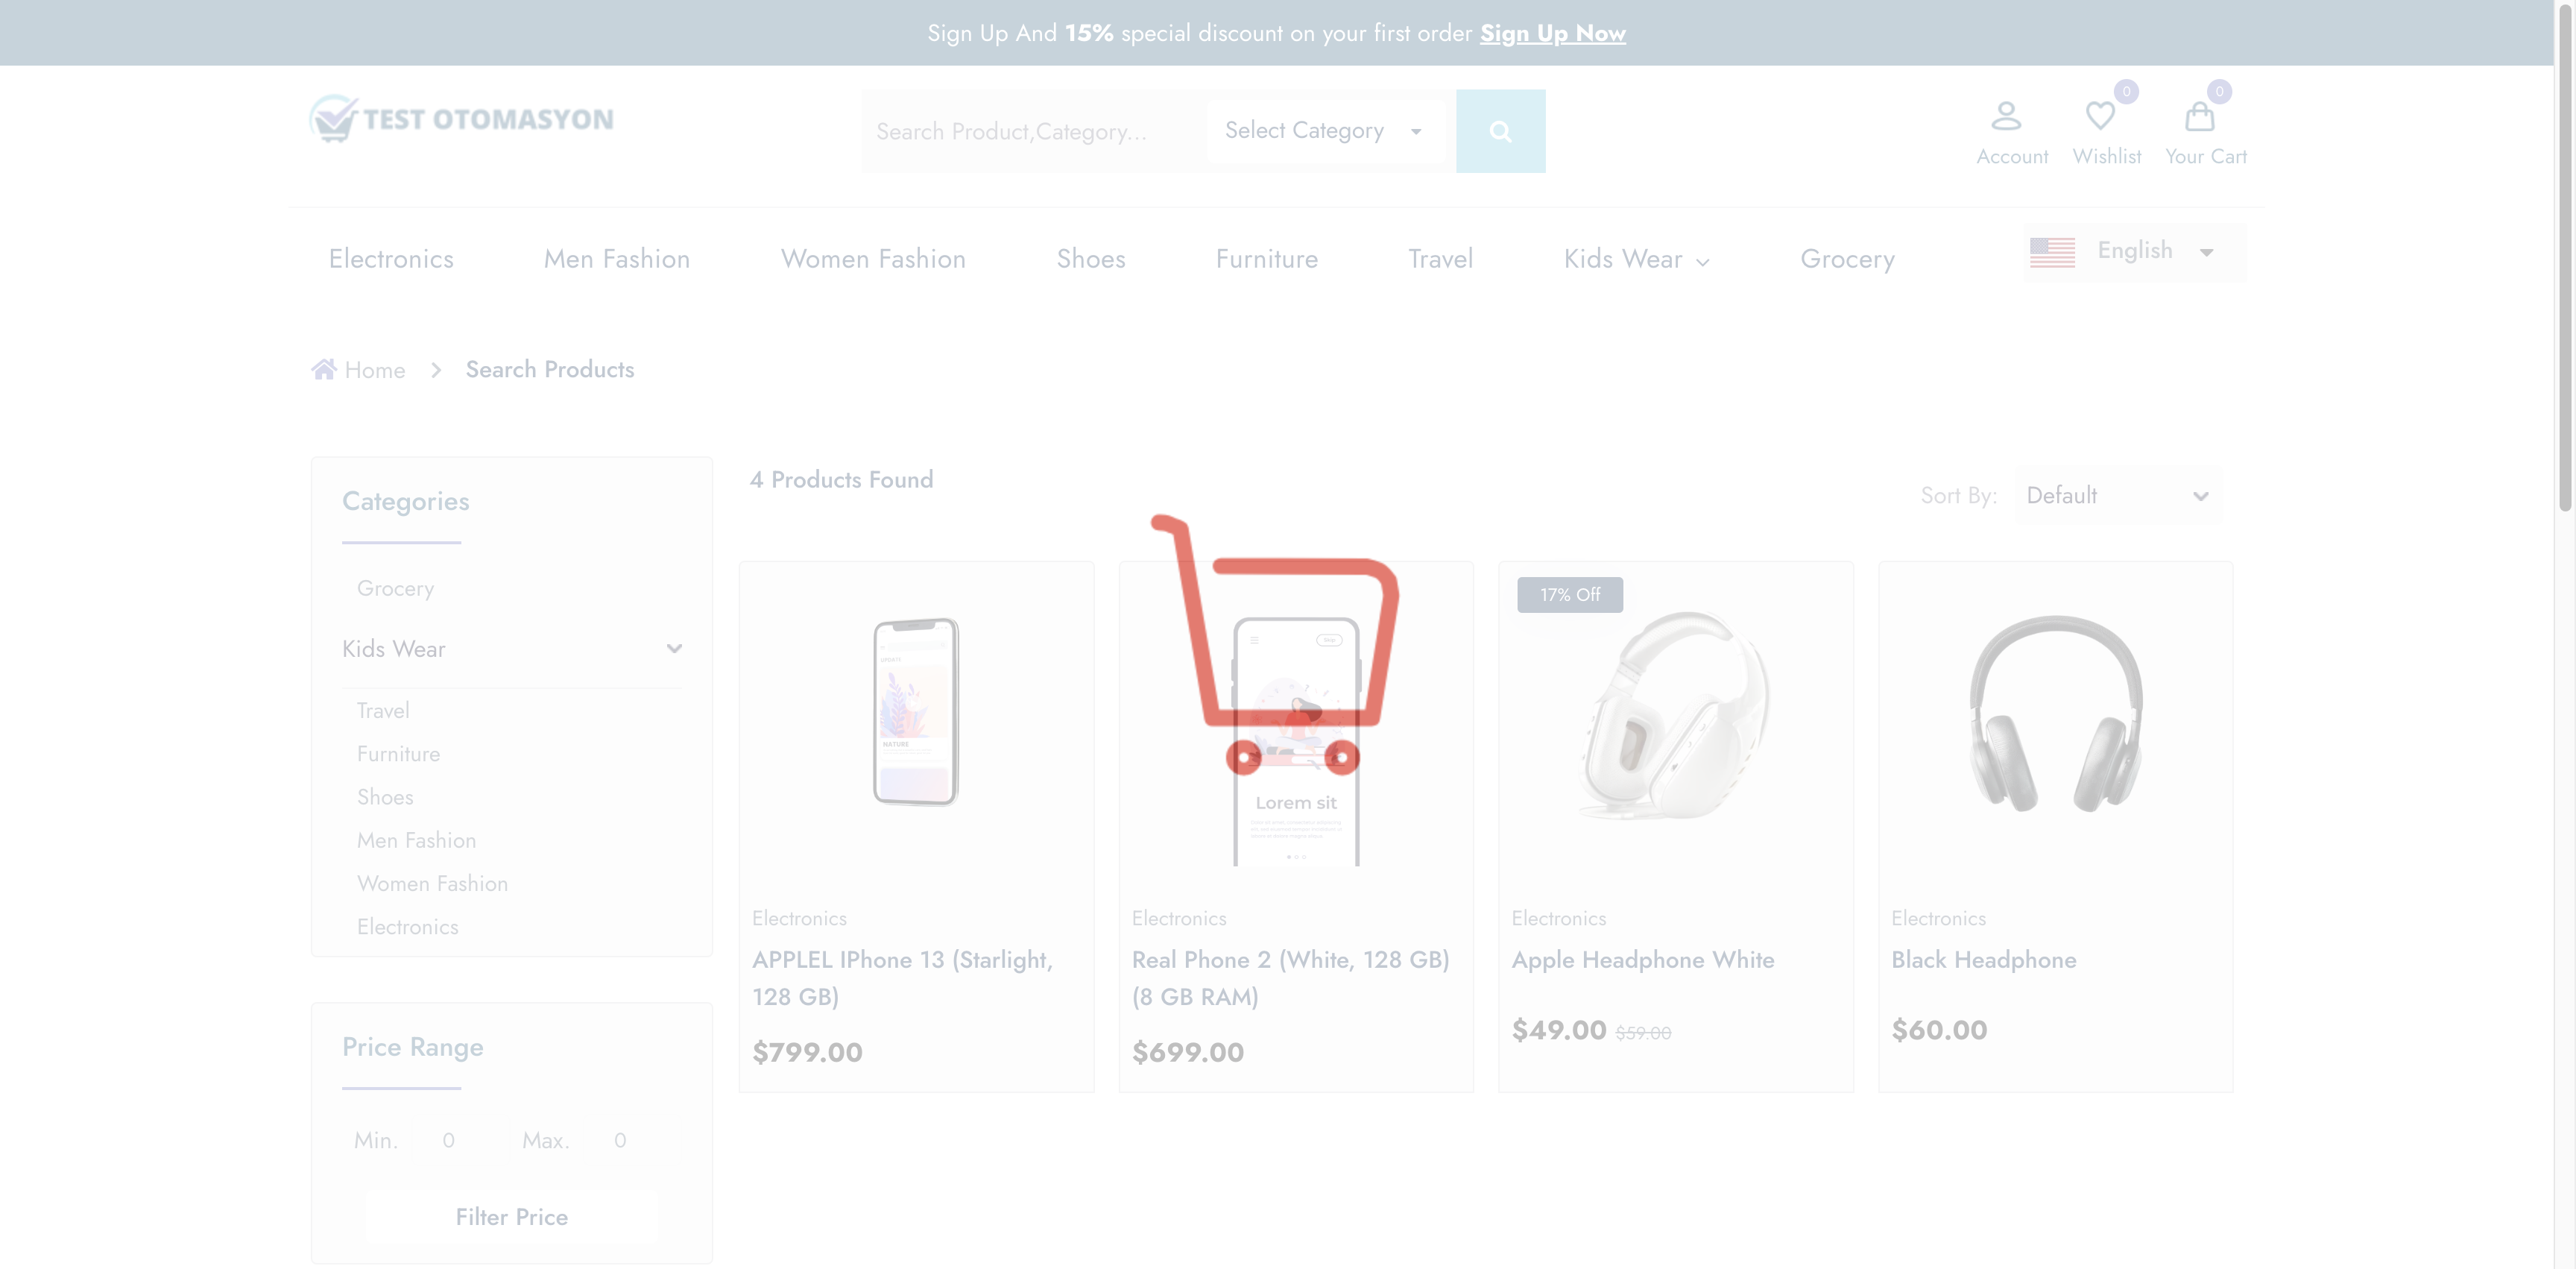 Sign Up And 15% special discount on your first order Sign Up Now
TEST OTOMASYON
Search Product,Category...
Select Category
0
0
Account
Wishlist
Your Cart
Electronics
Men Fashion
Women Fashion
Shoes
Furniture
Travel
Kids Wear
Grocery
English
Home
Search Products
Categories
Grocery
Kids Wear
Travel
Furniture
Shoes
Men Fashion
Women Fashion
Electronics
Price Range
Min. 0 Max. 0
Filter Price
4 Products Found
Sort By: Default
UPDATE
NATURE
Electronics
APPLEL IPhone 13 (Starlight,
128 GB)
$799.00
Skip
Lorem sit
Electronics
Real Phone 2 (White, 128 GB)
(8 GB RAM)
$699.00
17% Off
Electronics
Apple Headphone White
$49.00 $59.00
Electronics
Black Headphone
$60.00